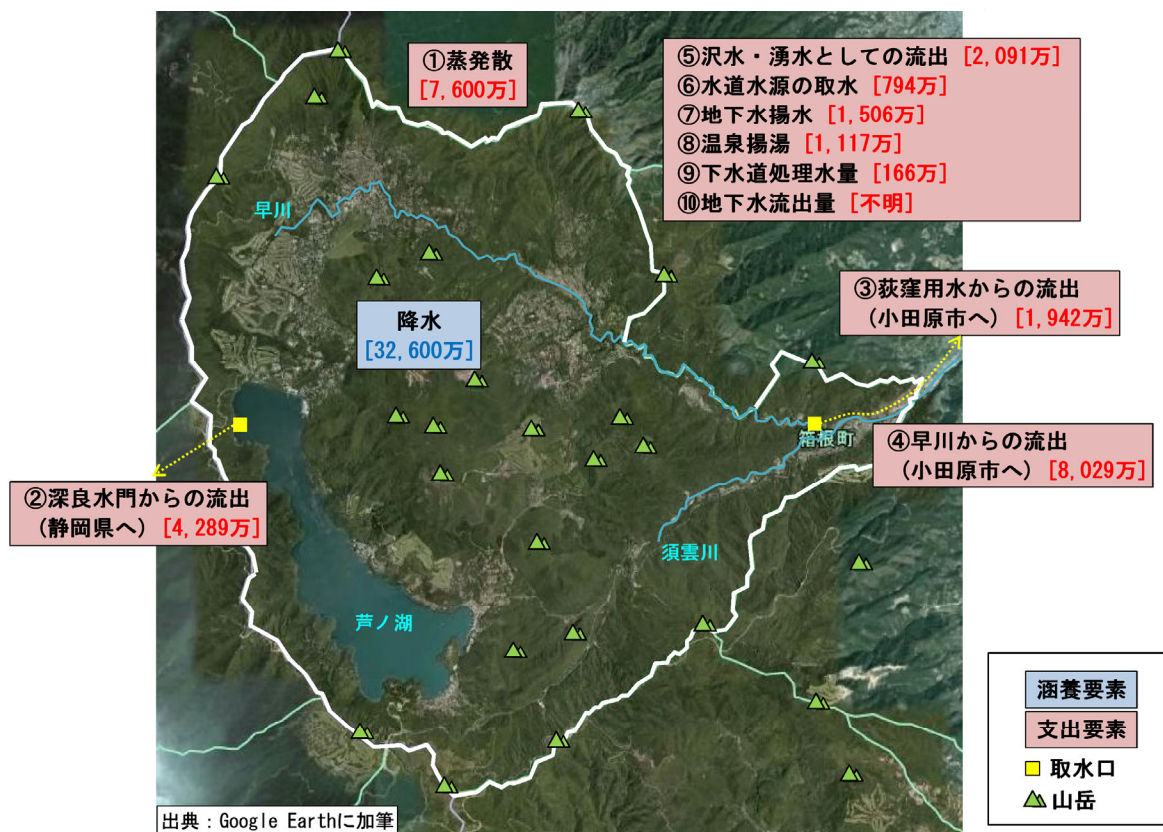 ①蒸発散
[7,600万]
⑤沢水・湧水としての流出 [2,091万]
⑥水道水源の取水 [794万]
⑦地下水揚水 [1,506万]
⑧温泉揚湯 [1,117万]
⑨下水道処理水量 [166万]
⑩地下水流出量 [不明]
早川
③荻窪用水からの流出
(小田原市へ) [1,942万]
降水
[32,600万]
箱根町
④早川からの流出
(小田原市へ) [8,029万]
②深良水門からの流出
(静岡県へ) [4,289万]
須雲川
芦ノ湖
涵養要素
支出要素
取水口
山岳
出典：Google Earthに加筆